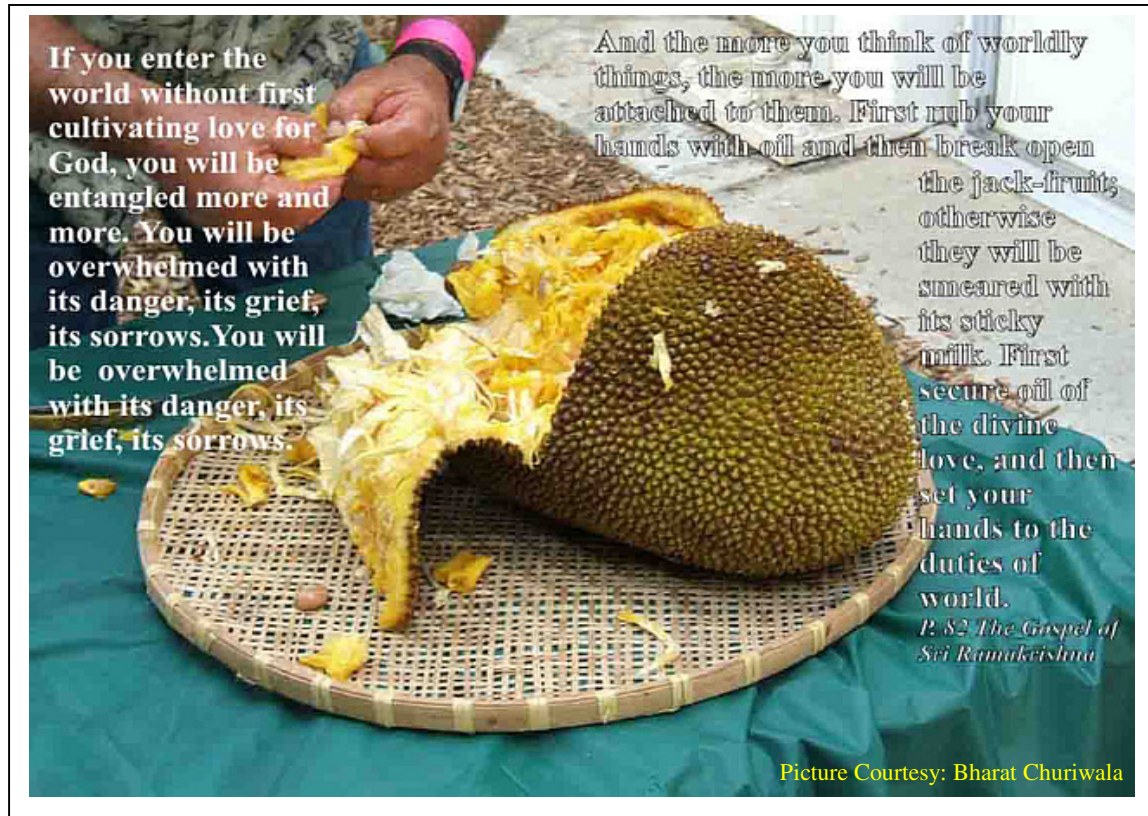 If you enter the
world without first
cultivating love for
God, you will be
entangled more and
more. You will be
overwhelmed with
its danger, its grief,
its sorrows.You will
be overwhelmed
with its danger, its
grief, its sorrows.
And the more you think of worldly
things, the more you will be
attached to them. First rub your
hands with oil and then break open
the jack-fruit;
otherwise
they will be
smeared with
its sticky
milk. First
secure oil of
the divine
love, and then
set your
hands to the
duties of
world.
P. 82 The Gospel of
Sri Ramakrishna
Picture Courtesy: Bharat Churiwala